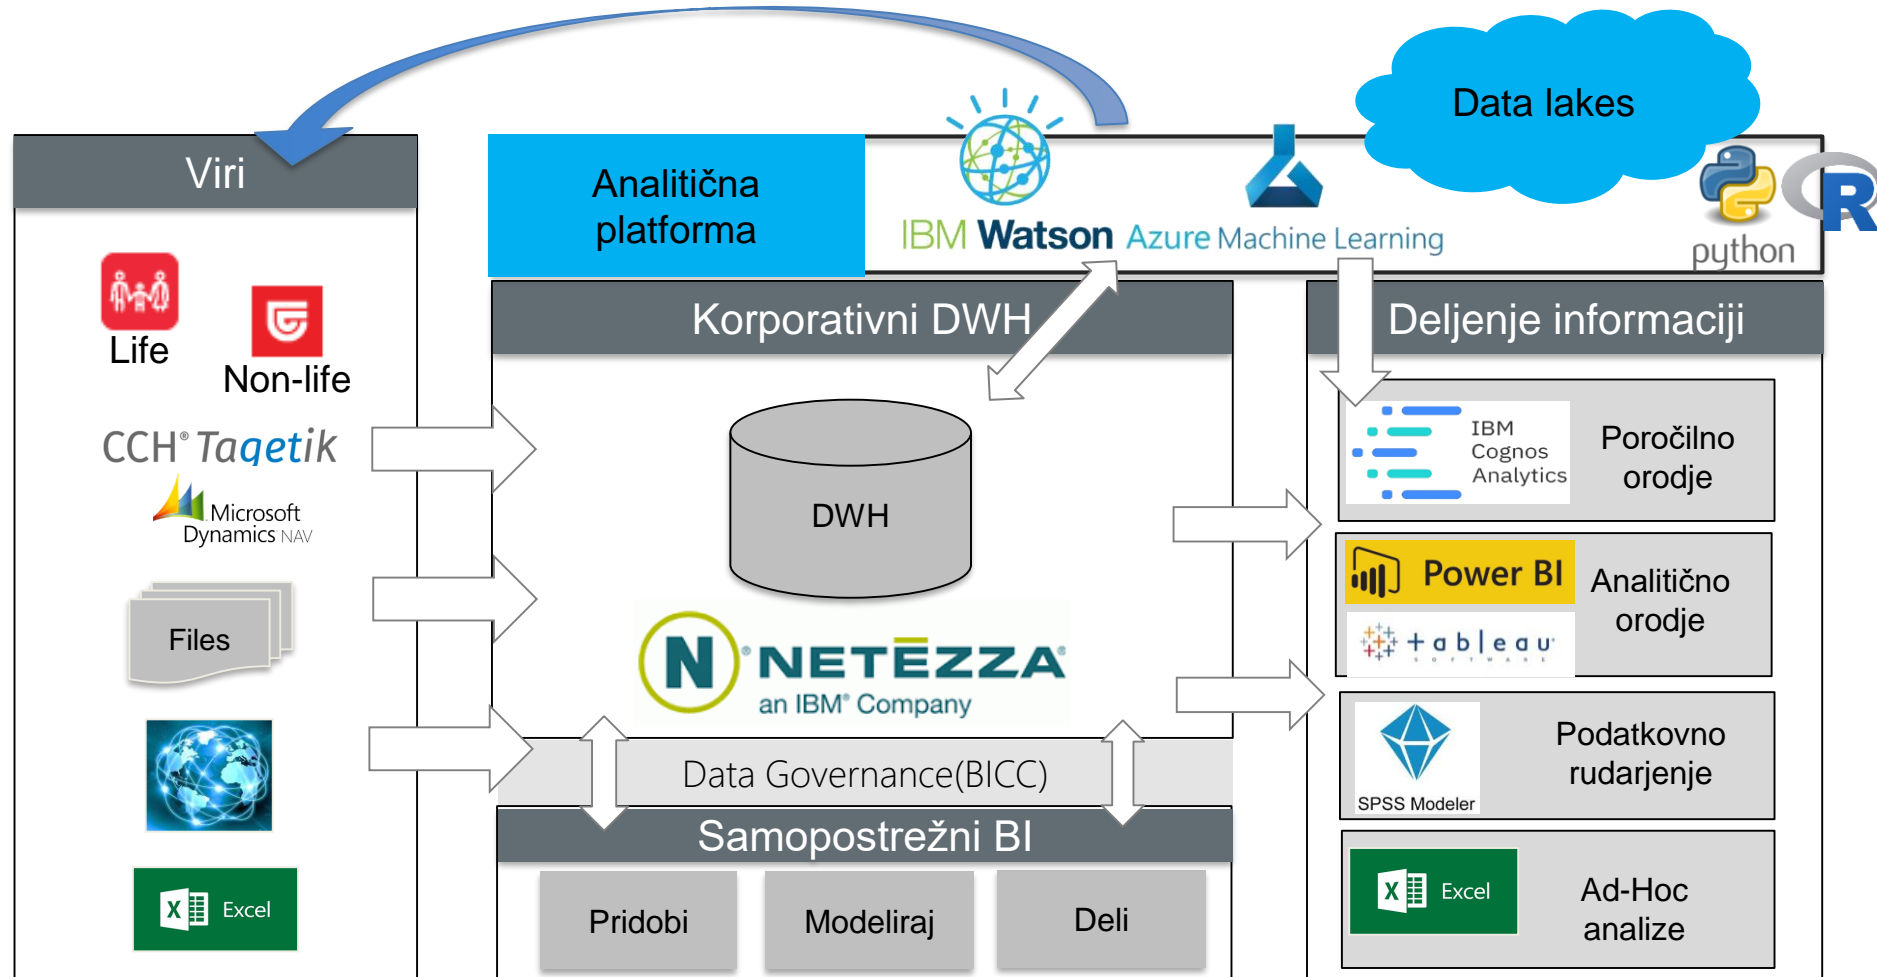 Data lakes
Viri
Analitična
platforma
IBM Watson
Azure Machine Learning
python
R
Life
Non-life
CCH® Tagetik
Microsoft
Dynamics NAV
Files
X Excel
Korporativni DWH
DWH
N
NETĒZZA®
an IBM® Company
Data Governance(BICC)
Samopostrežni BI
Pridobi
Modeliraj
Deli
Deljenje informaciji
IBM
Cognos
Analytics
Poročilno
orodje
Power BI
tableau
SOFTWARE
Analitično
orodje
SPSS Modeler
Podatkovno
rudarjenje
X Excel
Ad-Hoc
analize